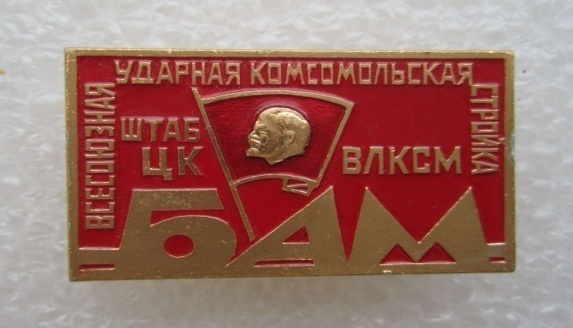 ВСЕСОЮЗНАЯ
УДАРНАЯ КОМСОМОЛЬСКАЯ
СТРОЙКА
ШТАБ
ЦК ВЛКСМ
БАМ